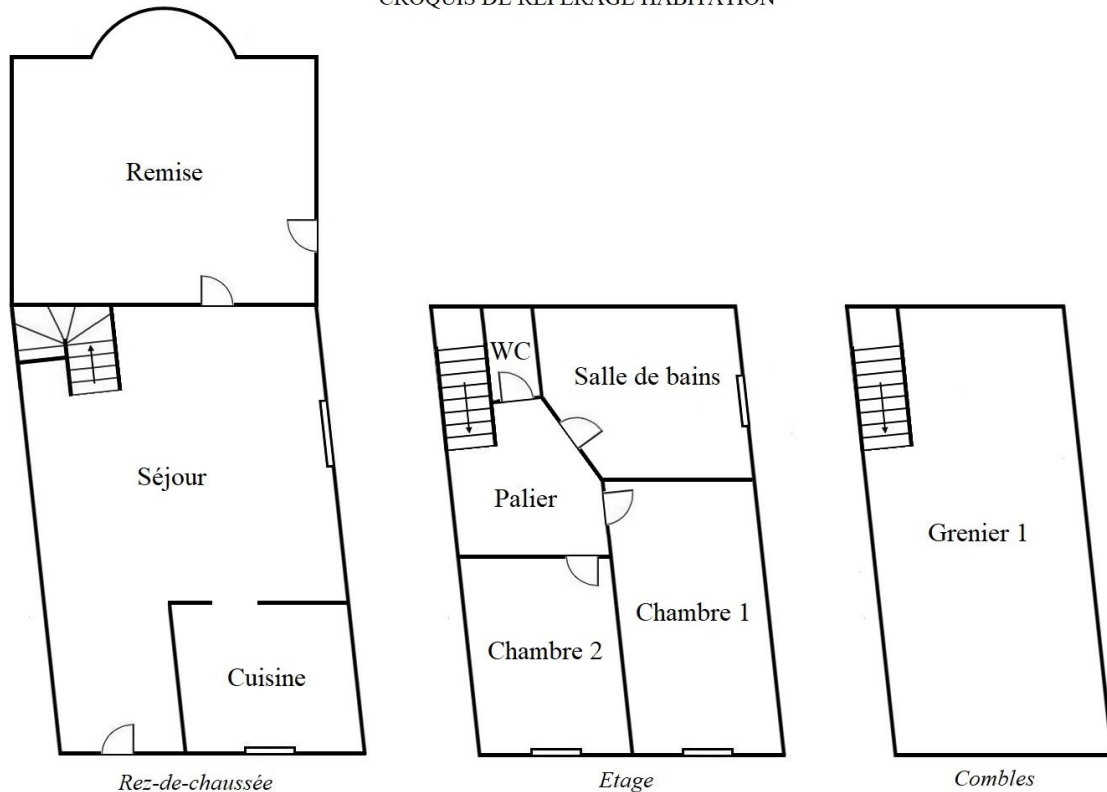 CROQUIS DE REPERAGE HABITATION
Remise
Séjour
Cuisine
Rez-de-chaussée
WC
Salle de bains
Palier
Chambre 1
Chambre 2
Etage
Grenier 1
Combles